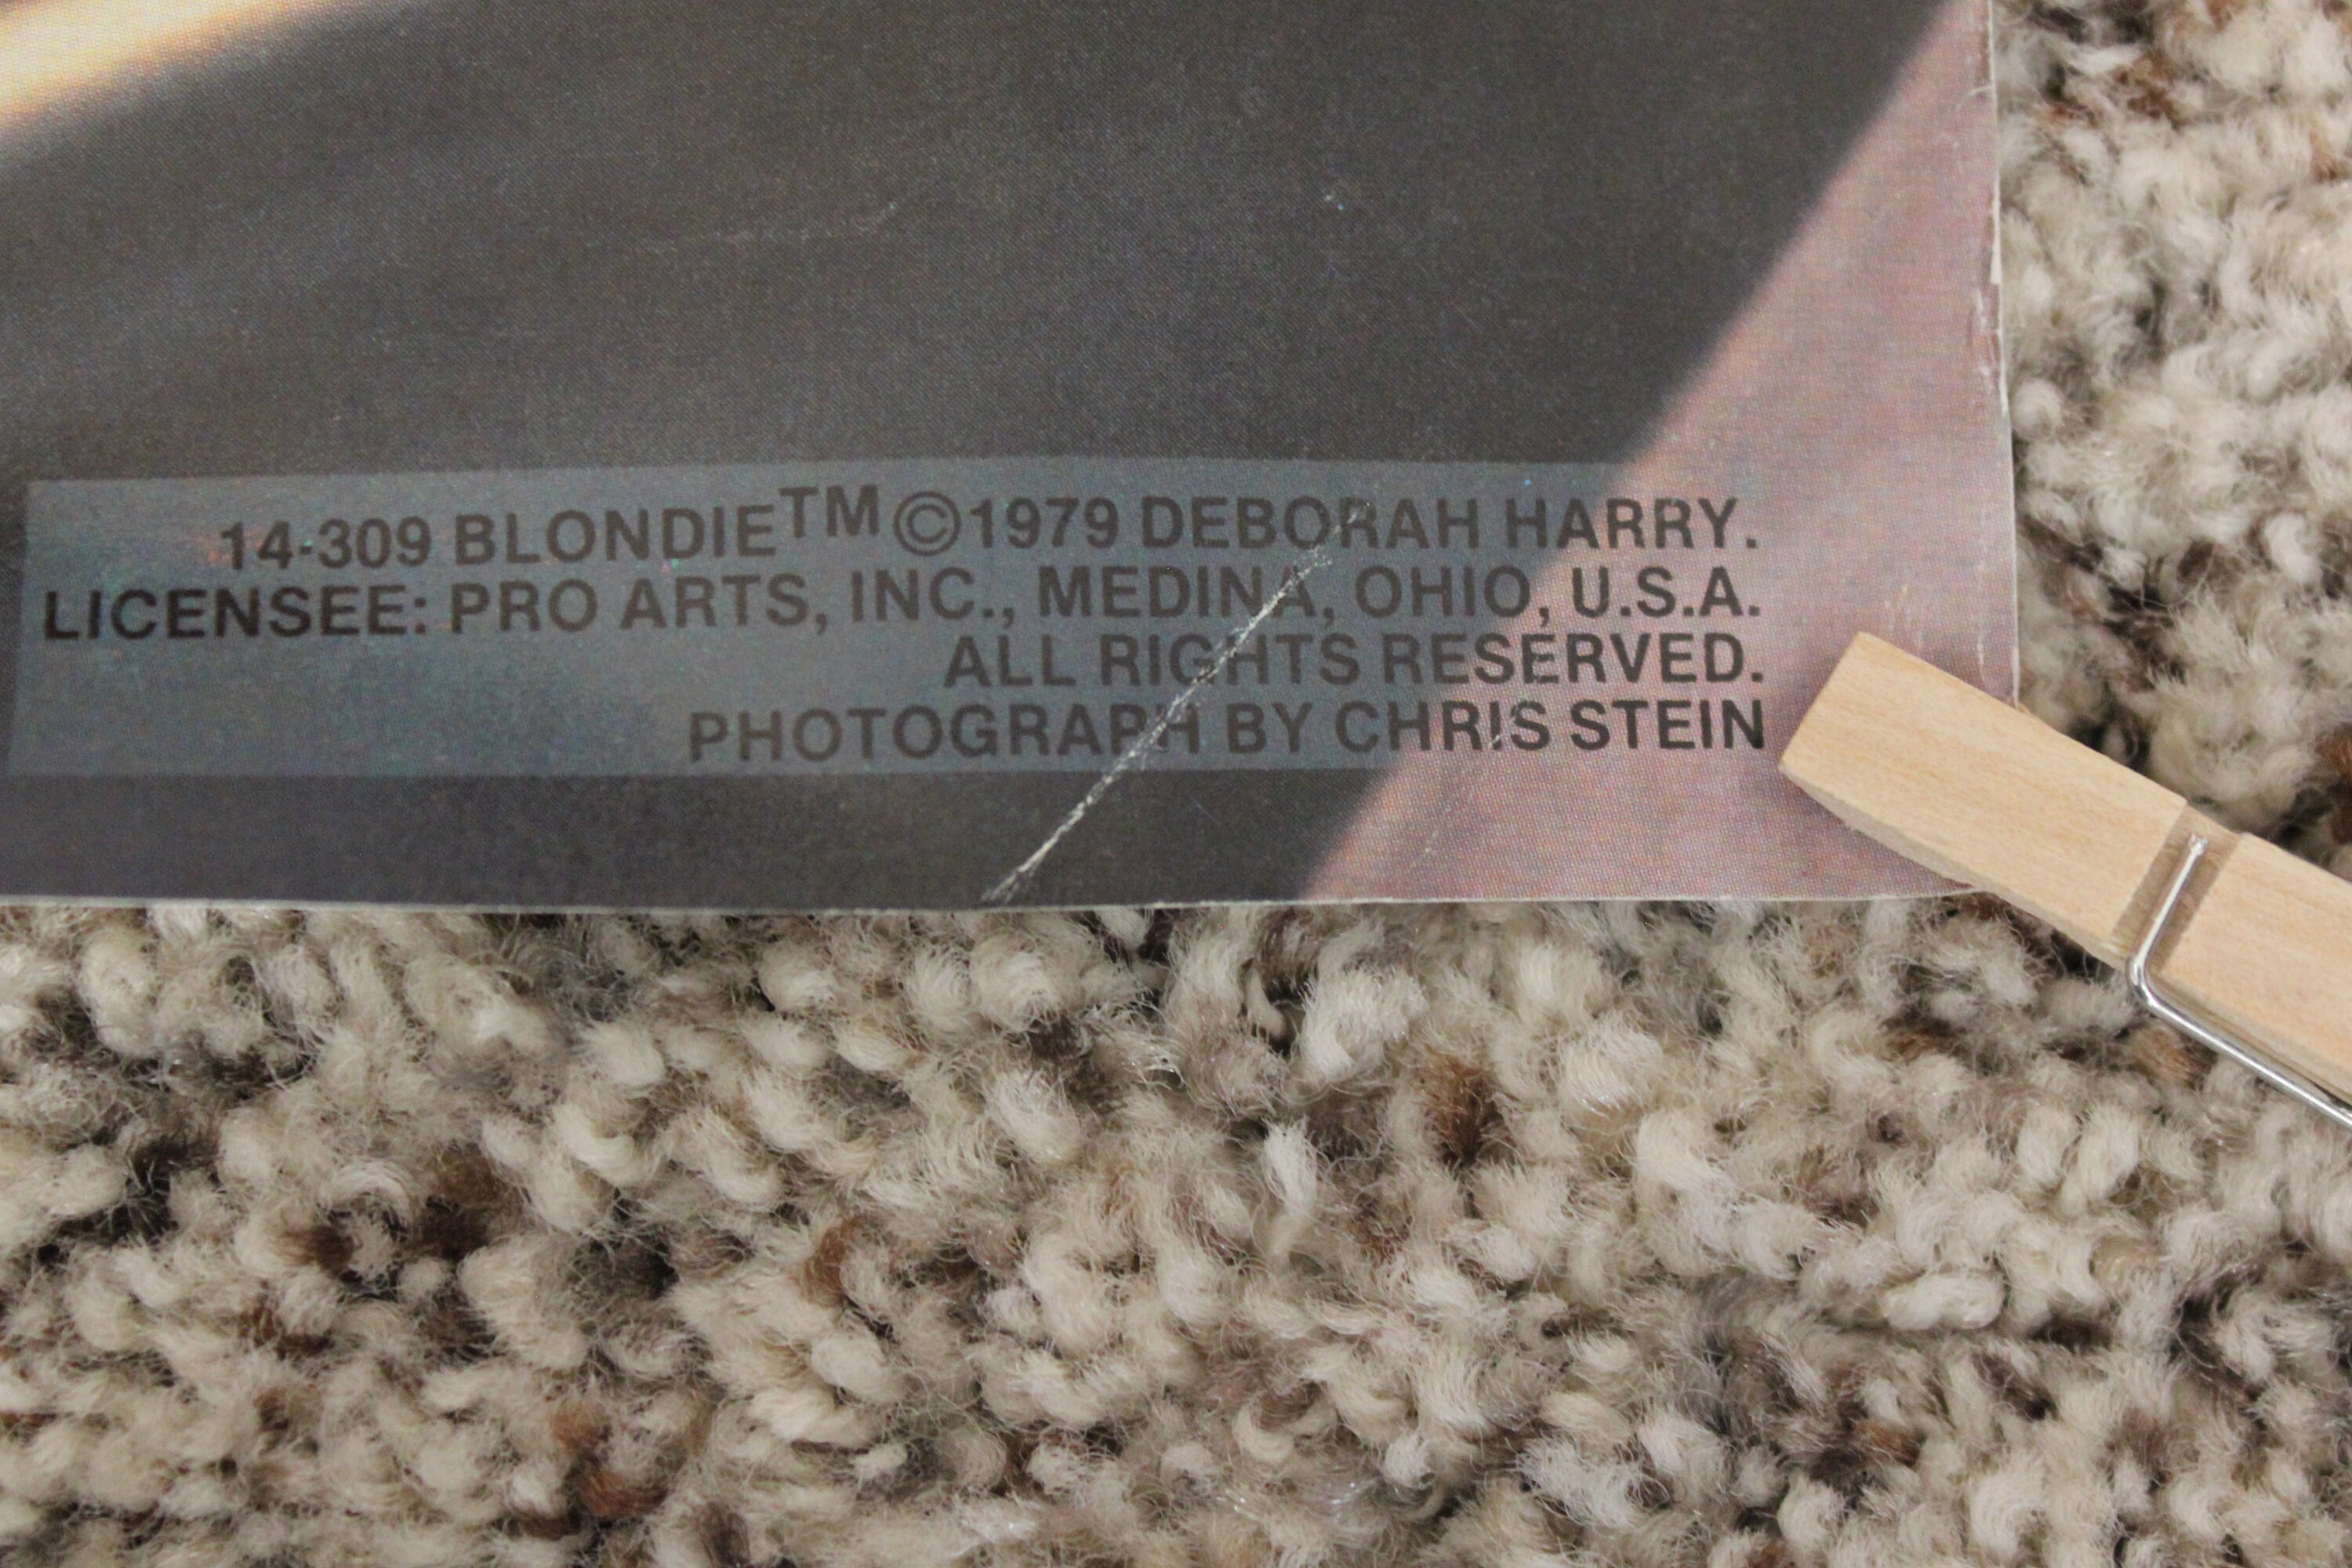 14-309 BLONDIE™©1979 DEBORAH HARRY.
LICENSEE: PRO ARTS, INC., MEDINA, OHIO, U.S.A.
ALL RIGHTS RESERVED.
PHOTOGRAPH BY CHRIS STEIN